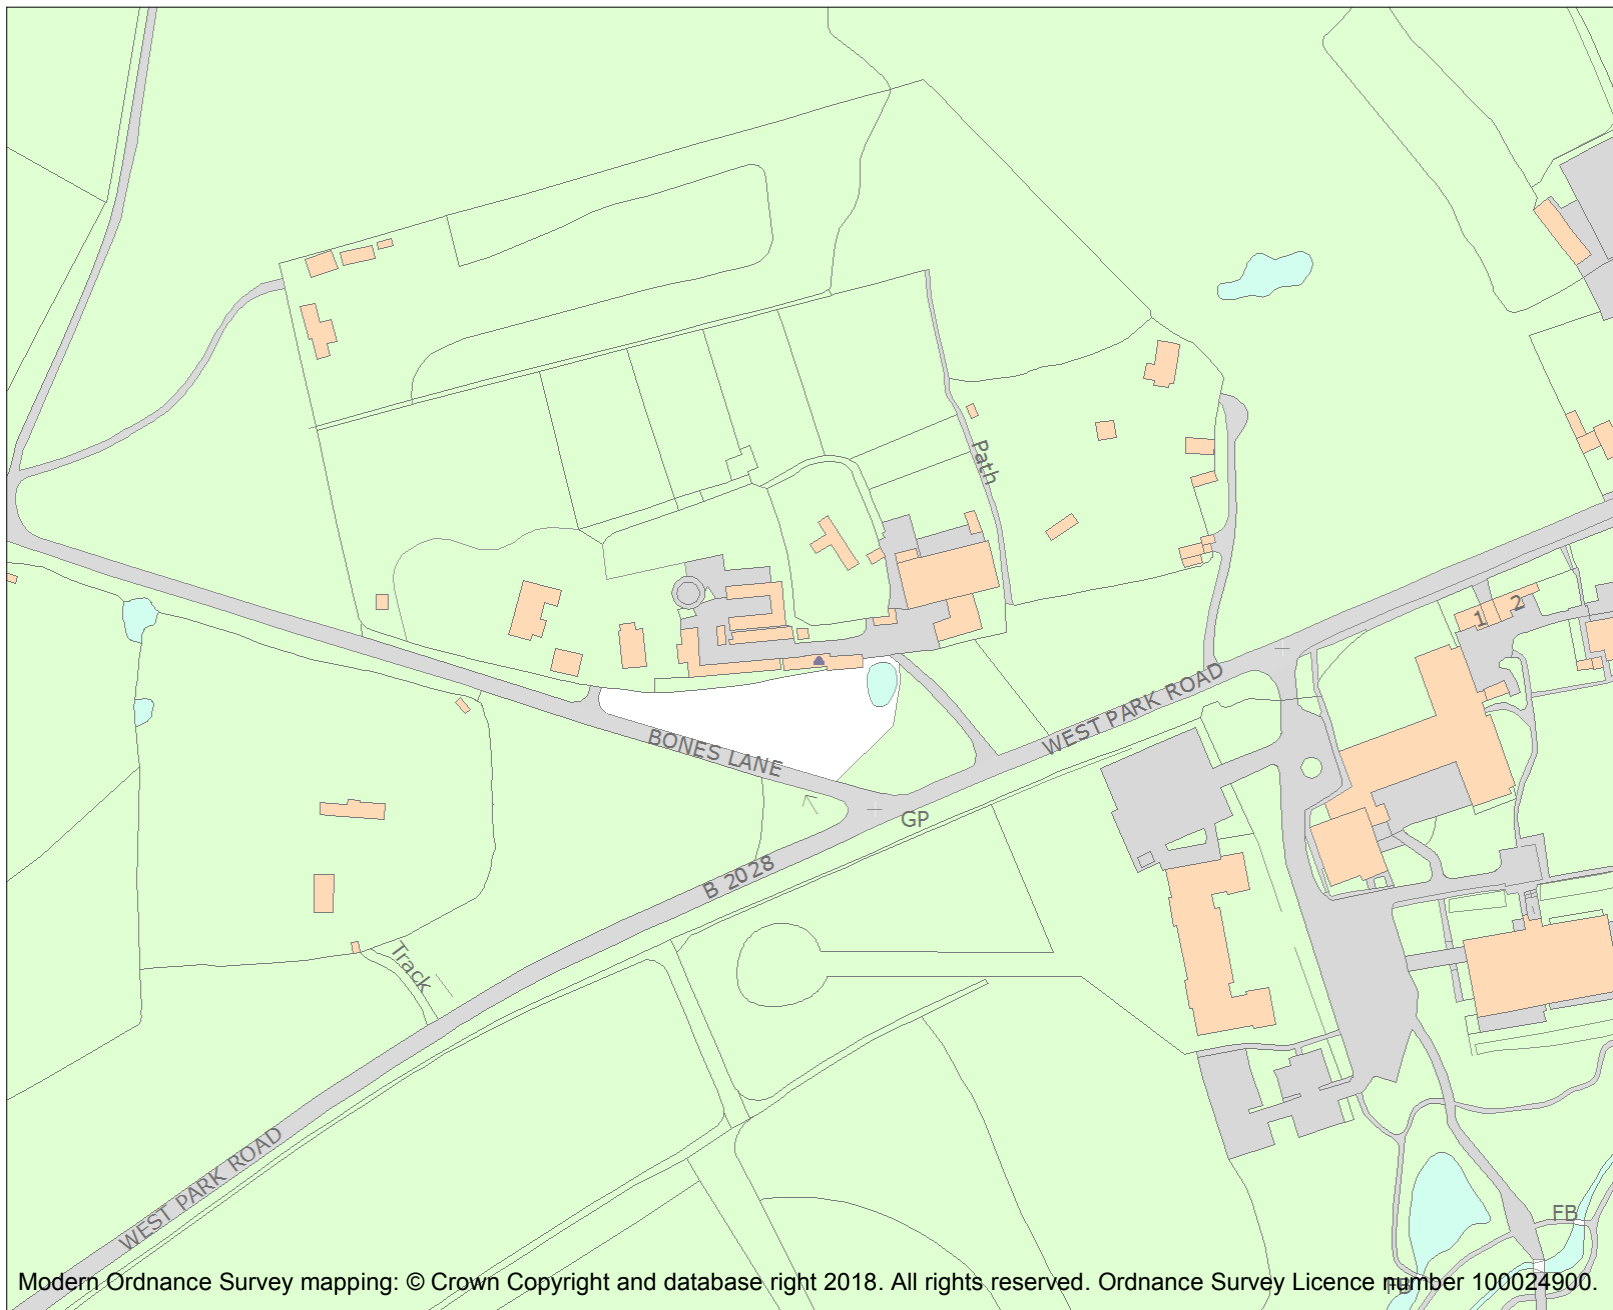 Path
1
2
WEST PARK ROAD
BONES LANE
GP
B 2028
Track
WEST PARK ROAD
FB
FB
Modern Ordnance Survey mapping: © Crown Copyright and database right 2018. All rights reserved. Ordnance Survey Licence number 100024900.